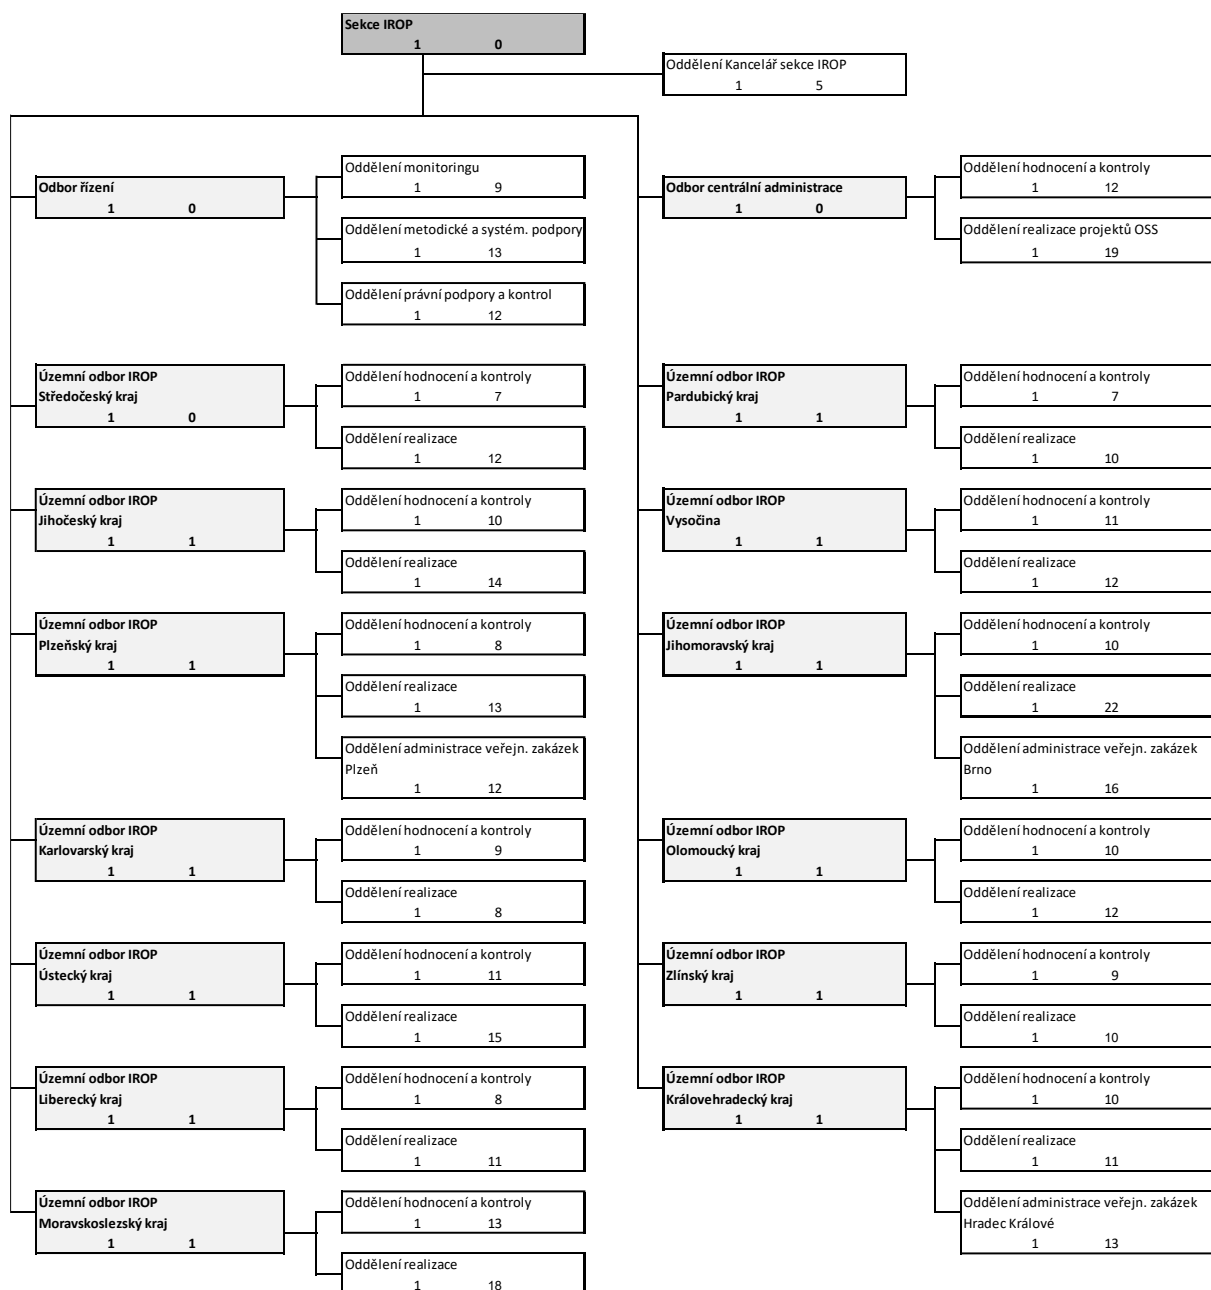 Sekce IROP
1 0
Oddělení Kancelář sekce IROP
1 5
Odbor řízení
1 0
Oddělení monitoringu
1 9
Oddělení metodické a systém. podpory
1 13
Oddělení právní podpory a kontrol
1 12
Odbor centrální administrace
1 0
Oddělení hodnocení a kontroly
1 12
Oddělení realizace projektů OSS
1 19
Územní odbor IROP
Středočeský kraj
1 0
Oddělení hodnocení a kontroly
1 7
Oddělení realizace
1 12
Územní odbor IROP
Pardubický kraj
1 1
Oddělení hodnocení a kontroly
1 7
Oddělení realizace
1 10
Územní odbor IROP
Jihočeský kraj
1 1
Oddělení hodnocení a kontroly
1 10
Oddělení realizace
1 14
Územní odbor IROP
Vysočina
1 1
Oddělení hodnocení a kontroly
1 11
Oddělení realizace
1 12
Územní odbor IROP
Plzeňský kraj
1 1
Oddělení hodnocení a kontroly
1 8
Oddělení realizace
1 13
Oddělení administrace veřejn. zakázek
Plzeň
1 12
Územní odbor IROP
Jihomoravský kraj
1 1
Oddělení hodnocení a kontroly
1 10
Oddělení realizace
1 22
Oddělení administrace veřejn. zakázek
Brno
1 16
Územní odbor IROP
Karlovarský kraj
1 1
Oddělení hodnocení a kontroly
1 9
Oddělení realizace
1 8
Územní odbor IROP
Olomoucký kraj
1 1
Oddělení hodnocení a kontroly
1 10
Oddělení realizace
1 12
Územní odbor IROP
Ústecký kraj
1 1
Oddělení hodnocení a kontroly
1 11
Oddělení realizace
1 15
Územní odbor IROP
Zlínský kraj
1 1
Oddělení hodnocení a kontroly
1 9
Oddělení realizace
1 10
Územní odbor IROP
Liberecký kraj
1 1
Oddělení hodnocení a kontroly
1 8
Oddělení realizace
1 11
Územní odbor IROP
Královehradecký kraj
1 1
Oddělení hodnocení a kontroly
1 10
Oddělení realizace
1 11
Oddělení administrace veřejn. zakázek
Hradec Králové
1 13
Územní odbor IROP
Moravskoslezský kraj
1 1
Oddělení hodnocení a kontroly
1 13
Oddělení realizace
1 18